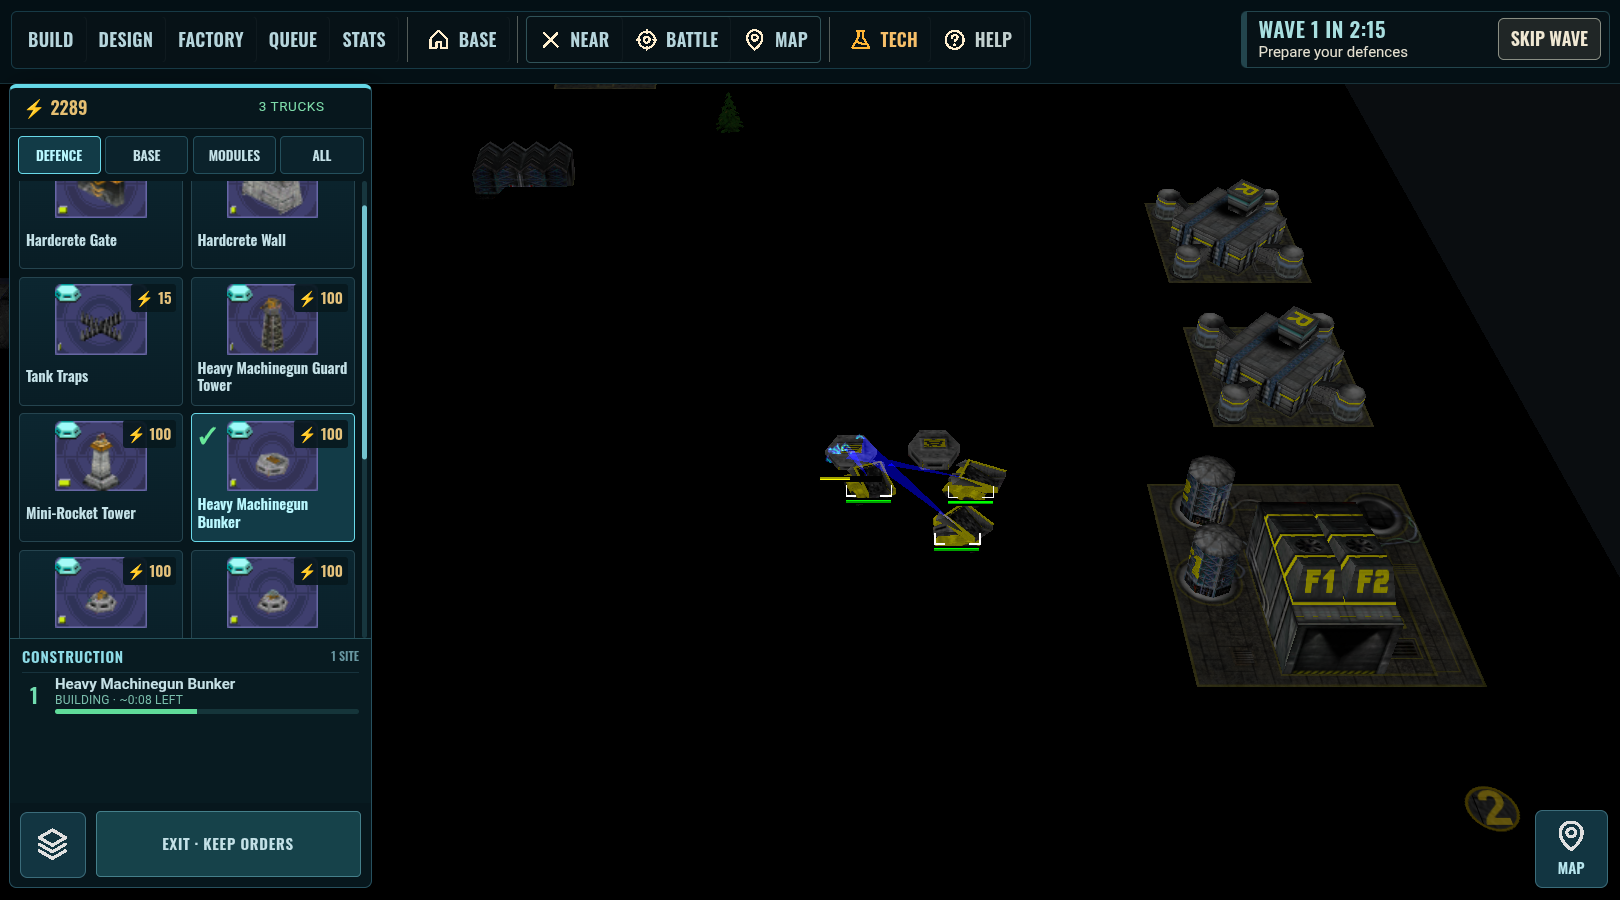 BUILD DESIGN FACTORY QUEUE STATS BASE NEAR BATTLE MAP TECH HELP
WAVE 1 IN 2:15
Prepare your defences
SKIP WAVE
2289
3 TRUCKS
DEFENCE BASE MODULES ALL
Hardcrete Gate
Hardcrete Wall
15
Tank Traps
100
Heavy Machinegun Guard
Tower
100
Mini-Rocket Tower
100
Heavy Machinegun
Bunker
100
100
CONSTRUCTION 1 SITE
1 Heavy Machinegun Bunker
BUILDING · ~0:08 LEFT
EXIT · KEEP ORDERS
R
R
F1 F2
2
MAP